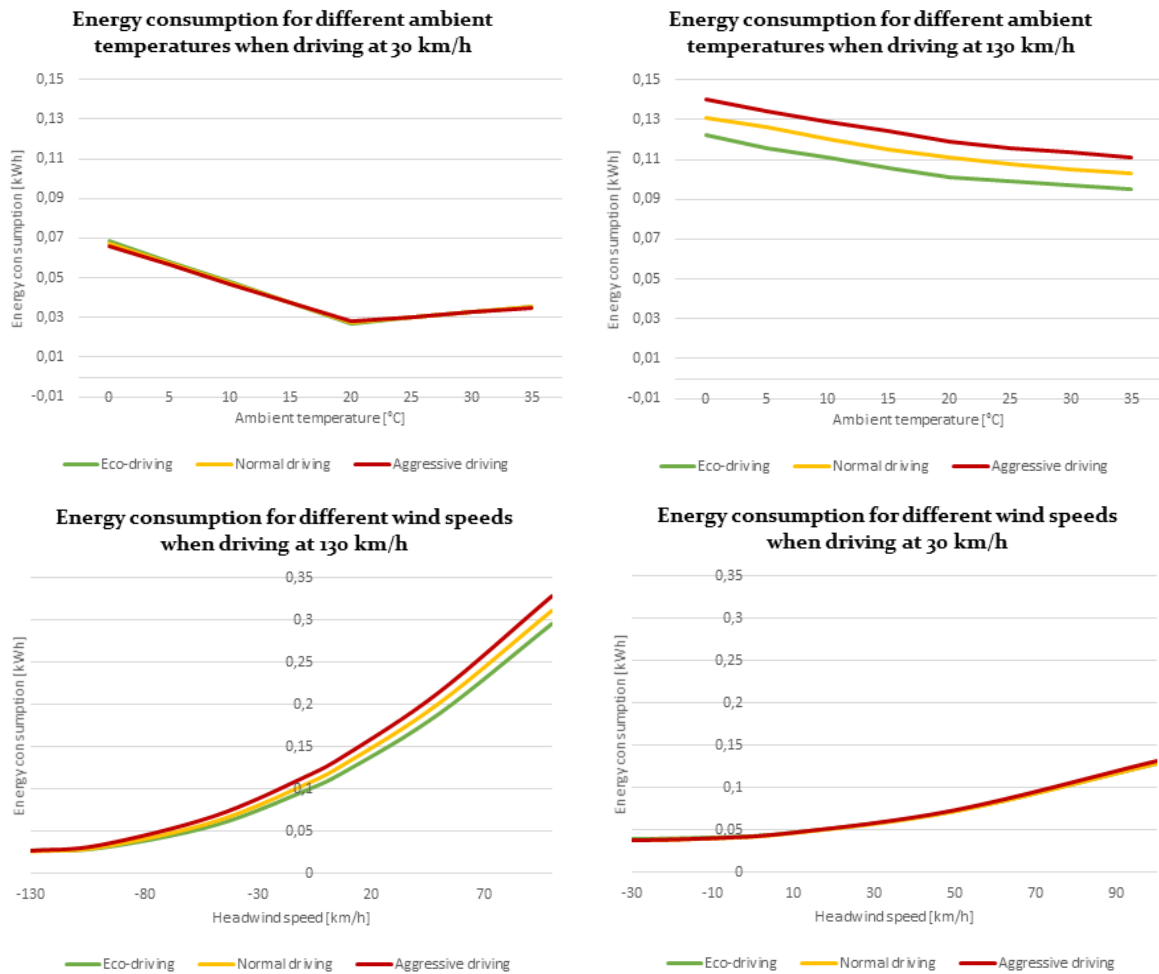 Energy consumption for different ambient
temperatures when driving at 30 km/h
0,15
0,13
0,11
0,09
0,07
0,05
0,03
0,01
-0,01
Energy consumption [kWh]
0 5 10 15 20 25 30 35
Ambient temperature [°C]
Eco-driving Normal driving Aggressive driving
Energy consumption for different ambient
temperatures when driving at 130 km/h
0,15
0,13
0,11
0,09
0,07
0,05
0,03
0,01
-0,01
Energy consumption [kWh]
0 5 10 15 20 25 30 35
Ambient temperature [°C]
Eco-driving Normal driving Aggressive driving
Energy consumption for different wind speeds
when driving at 130 km/h
0,35
0,3
0,25
0,2
0,15
0,1
0,05
0
Energy consumption [kWh]
-130 -80 -30 20 70
Headwind speed [km/h]
Eco-driving Normal driving Aggressive driving
Energy consumption for different wind speeds
when driving at 30 km/h
0,35
0,3
0,25
0,2
0,15
0,1
0,05
0
Energy consumption [kWh]
-30 -10 10 30 50 70 90
Headwind speed [km/h]
Eco-driving Normal driving Aggressive driving